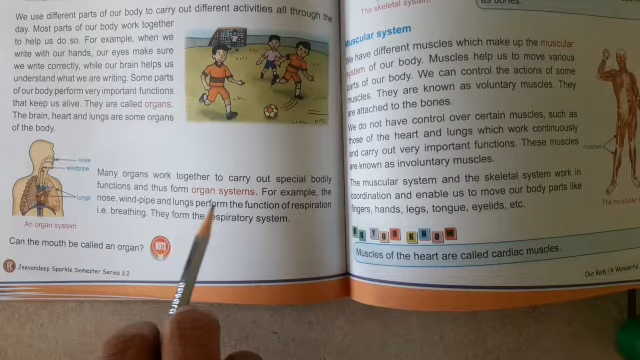 We use different parts of our body to carry out different activities all through the
day. Most parts of our body work together
to help us do so. For example, when we
write with our hands, our eyes make sure
we write correctly, while our brain helps us
understand what we are writing. Some parts
of our body perform very important functions
that keep us alive. They are called organs.
The brain, heart and lungs are some organs
of the body.
nose
windpipe
lungs
An organ system
Many organs work together to carry out special bodily
functions and thus form organ systems. For example, the
nose, wind-pipe and lungs perform the function of respiration
i.e. breathing. They form the respiratory system.
Can the mouth be called an organ?
HOTS
Jeevandeep Sparkle Semester Series 3.2
The skeletal system
as bones.
Muscular system
We have different muscles which make up the muscular
system of our body. Muscles help us to move various
parts of our body. We can control the actions of some
muscles. They are known as voluntary muscles. They
are attached to the bones.
We do not have control over certain muscles, such as
those of the heart and lungs which work continuously
and carry out very important functions. These muscles
are known as involuntary muscles.
The muscular system and the skeletal system work in
coordination and enable us to move our body parts like
fingers, hands, legs, tongue, eyelids, etc.
muscles
The muscular
DO YOU KNOW
Muscles of the heart are called cardiac muscles.
Our Body